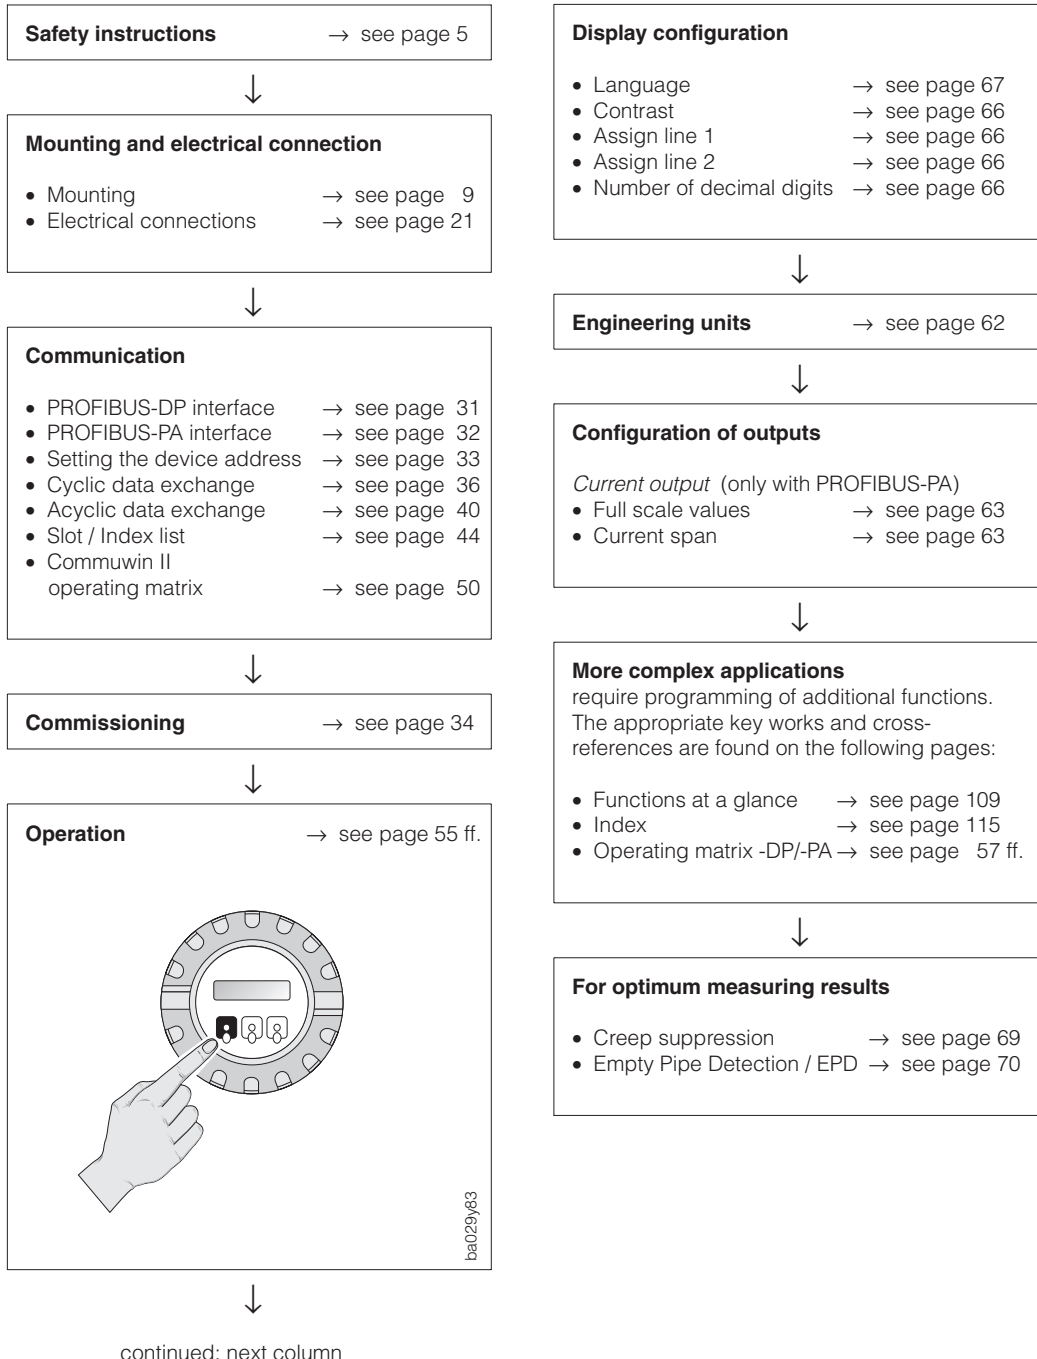 Safety instructions → see page 5
↓
Mounting and electrical connection
• Mounting → see page 9
• Electrical connections → see page 21
↓
Communication
• PROFIBUS-DP interface → see page 31
• PROFIBUS-PA interface → see page 32
• Setting the device address → see page 33
• Cyclic data exchange → see page 36
• Acyclic data exchange → see page 40
• Slot / Index list → see page 44
• Commuwin II
operating matrix → see page 50
↓
Commissioning → see page 34
↓
Operation → see page 55 ff.
ba029y83
↓
continued: next column
Display configuration
• Language → see page 67
• Contrast → see page 66
• Assign line 1 → see page 66
• Assign line 2 → see page 66
• Number of decimal digits → see page 66
↓
Engineering units → see page 62
↓
Configuration of outputs
Current output (only with PROFIBUS-PA)
• Full scale values → see page 63
• Current span → see page 63
↓
More complex applications
require programming of additional functions.
The appropriate key works and cross-
references are found on the following pages:
• Functions at a glance → see page 109
• Index → see page 115
• Operating matrix -DP/-PA → see page 57 ff.
↓
For optimum measuring results
• Creep suppression → see page 69
• Empty Pipe Detection / EPD → see page 70